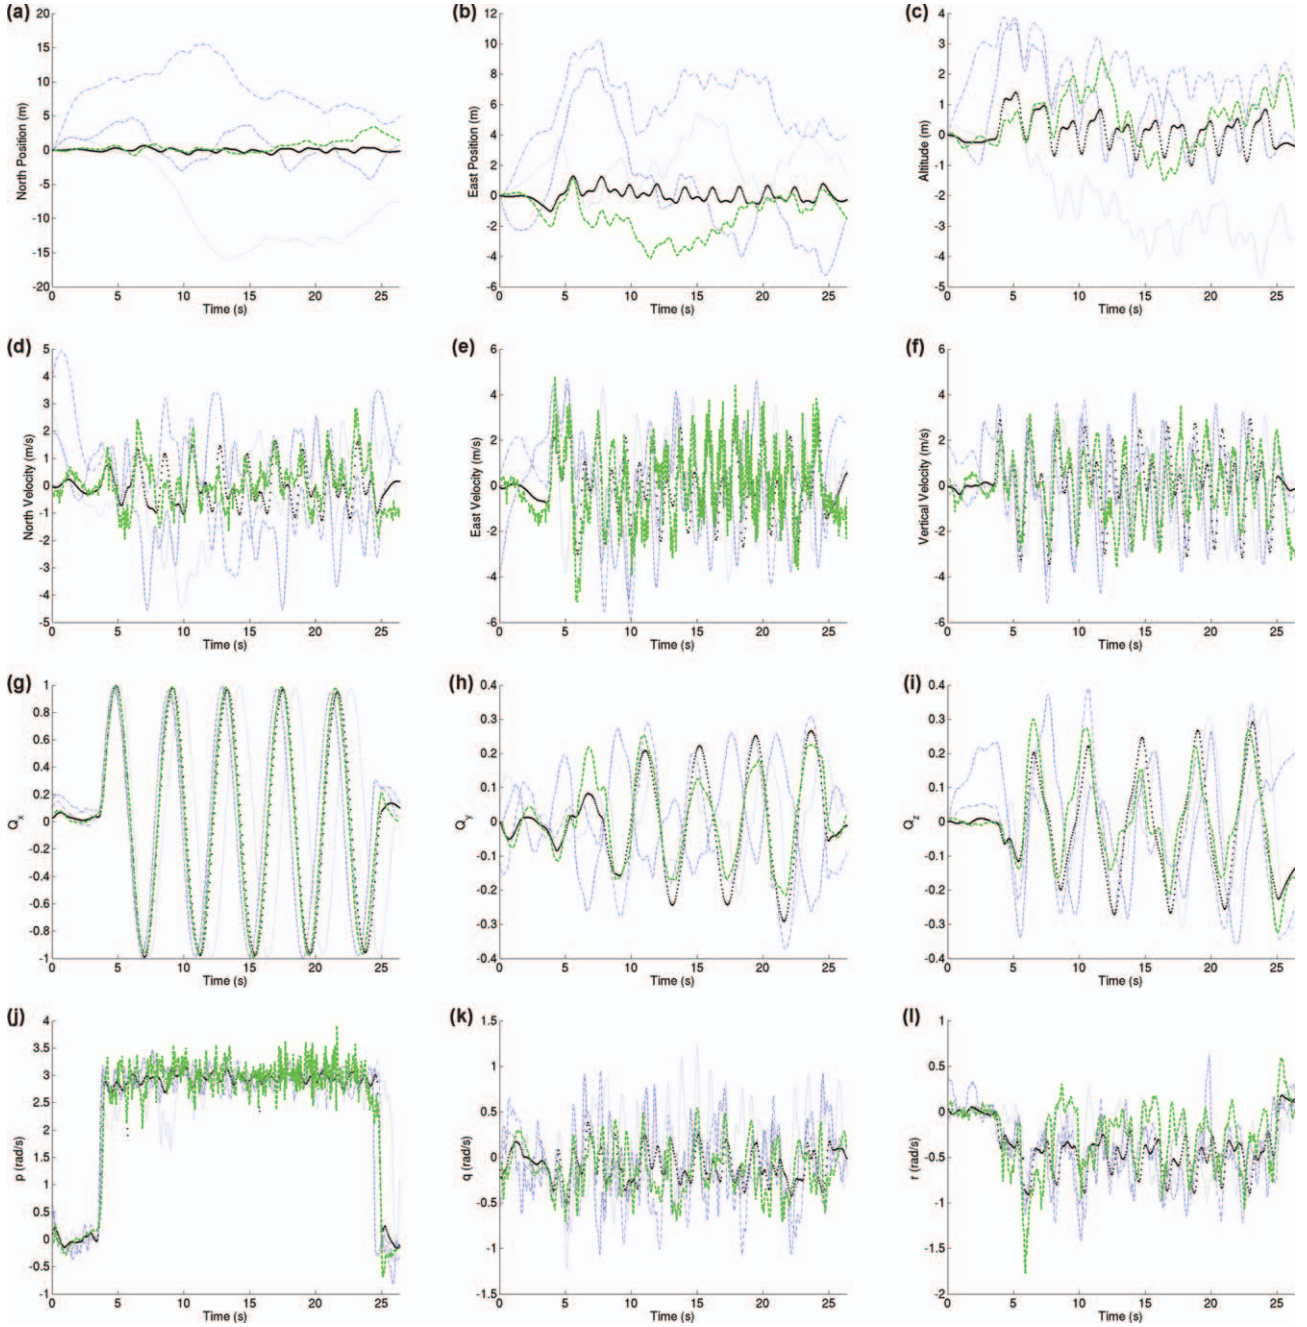 (a)
20
15
10
5
0
-5
-10
-15
-20
North Position (m)
0 5 10 15 20 25
Time (s)
(b)
12
10
8
6
4
2
0
-2
-4
-6
East Position (m)
0 5 10 15 20 25
Time (s)
(c)
4
3
2
1
0
-1
-2
-3
-4
-5
Altitude (m)
0 5 10 15 20 25
Time (s)
(d)
5
4
3
2
1
0
-1
-2
-3
-4
-5
North Velocity (m/s)
0 5 10 15 20 25
Time (s)
(e)
6
4
2
0
-2
-4
-6
East Velocity (m/s)
0 5 10 15 20 25
Time (s)
(f)
6
4
2
0
-2
-4
-6
Vertical Velocity (m/s)
0 5 10 15 20 25
Time (s)
(g)
1
0.8
0.6
0.4
0.2
0
0.2
0.4
0.6
0.8
-1
Qx
0 5 10 15 20 25
Time (s)
(h)
0.4
0.3
0.2
0.1
0
0.1
0.2
0.3
0.4
Qy
0 5 10 15 20 25
Time (s)
(i)
0.4
0.3
0.2
0.1
0
0.1
0.2
0.3
0.4
Qz
0 5 10 15 20 25
Time (s)
(j)
4
3.5
3
2.5
2
1.5
1
0.5
0
-0.5
-1
p (rad/s)
0 5 10 15 20 25
Time (s)
(k)
1.5
1
0.5
0
-0.5
-1
-1.5
q (rad/s)
0 5 10 15 20 25
Time (s)
(l)
1
0.5
0
-0.5
-1
-1.5
-2
r (rad/s)
0 5 10 15 20 25
Time (s)